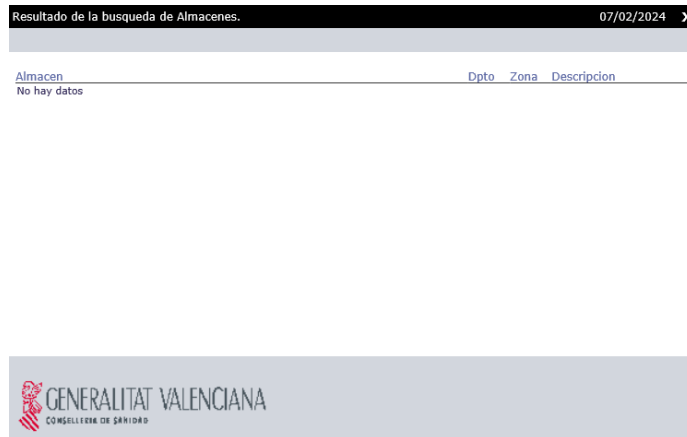 Resultado de la busqueda de Almacenes. 07/02/2024 X
Almacen Dpto Zona Descripcion
No hay datos
GENERALITAT VALENCIANA
CONSELLERIA DE SANIDAD